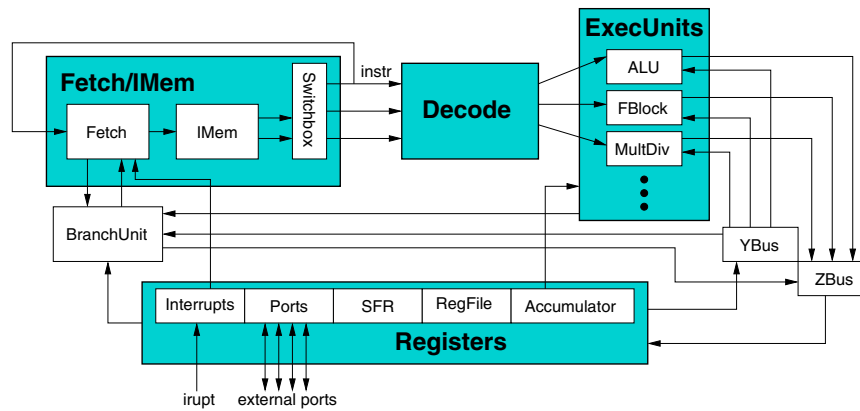 ExecUnits
Fetch/IMem
Switchbox
instr
Decode
ALU
FBlock
MultDiv
Fetch
IMem
BranchUnit
YBus
ZBus
Interrupts
Ports
SFR
RegFile
Accumulator
Registers
irupt
external ports